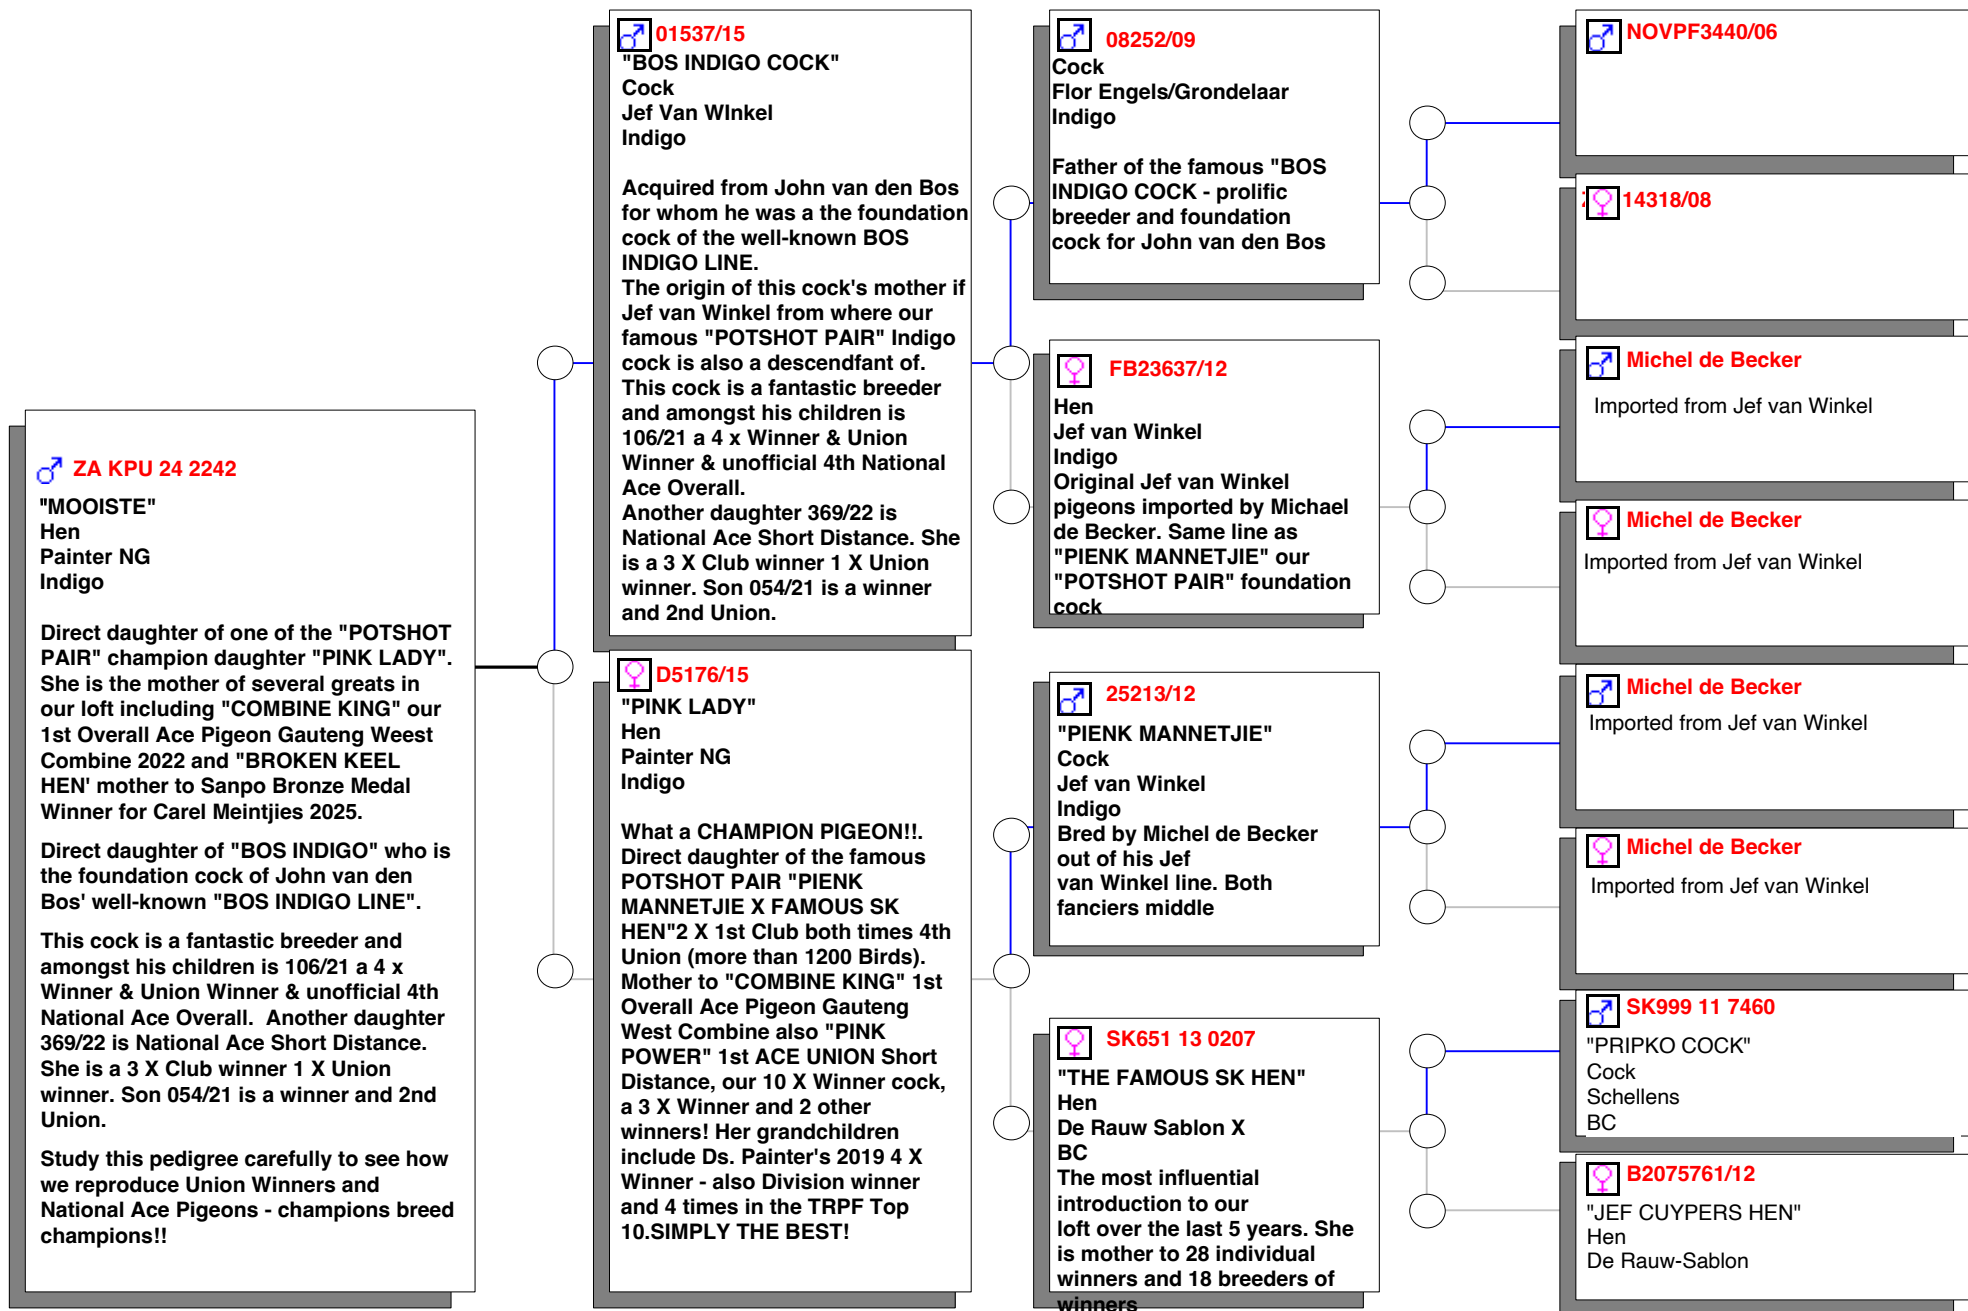 ZA KPU 24 2242
"MOOISTE"
Hen
Painter NG
Indigo
Direct daughter of one of the "POTSHOT
PAIR" champion daughter "PINK LADY".
She is the mother of several greats in
our loft including "COMBINE KING" our
1st Overall Ace Pigeon Gauteng Weest
Combine 2022 and "BROKEN KEEL
HEN' mother to Sanpo Bronze Medal
Winner for Carel Meintjies 2025.
Direct daughter of "BOS INDIGO" who is
the foundation cock of John van den
Bos' well-known "BOS INDIGO LINE".
This cock is a fantastic breeder and
amongst his children is 106/21 a 4 x
Winner & Union Winner & unofficial 4th
National Ace Overall.  Another daughter
369/22 is National Ace Short Distance.
She is a 3 X Club winner 1 X Union
winner. Son 054/21 is a winner and 2nd
Union.
Study this pedigree carefully to see how
we reproduce Union Winners and
National Ace Pigeons - champions breed
champions!!
01537/15
"BOS INDIGO COCK"
Cock
Jef Van WInkel
Indigo
Acquired from John van den Bos
for whom he was a the foundation
cock of the well-known BOS
INDIGO LINE.
The origin of this cock's mother if
Jef van Winkel from where our
famous "POTSHOT PAIR" Indigo
cock is also a descendfant of.
This cock is a fantastic breeder
and amongst his children is
106/21 a 4 x Winner & Union
Winner & unofficial 4th National
Ace Overall.
Another daughter 369/22 is
National Ace Short Distance. She
is a 3 X Club winner 1 X Union
winner. Son 054/21 is a winner
and 2nd Union.
D5176/15
"PINK LADY"
Hen
Painter NG
Indigo
What a CHAMPION PIGEON!!.
Direct daughter of the famous
POTSHOT PAIR "PIENK
MANNETJIE X FAMOUS SK
HEN"2 X 1st Club both times 4th
Union (more than 1200 Birds).
Mother to "COMBINE KING" 1st
Overall Ace Pigeon Gauteng
West Combine also "PINK
POWER" 1st ACE UNION Short
Distance, our 10 X Winner cock,
a 3 X Winner and 2 other
winners! Her grandchildren
include Ds. Painter's 2019 4 X
Winner - also Division winner
and 4 times in the TRPF Top
10.SIMPLY THE BEST!
08252/09
Cock
Flor Engels/Grondelaar
Indigo
Father of the famous "BOS
INDIGO COCK - prolific
breeder and foundation
cock for John van den Bos
FB23637/12
Hen
Jef van Winkel
Indigo
Original Jef van Winkel
pigeons imported by Michael
de Becker. Same line as
"PIENK MANNETJIE" our
"POTSHOT PAIR" foundation
cock
25213/12
"PIENK MANNETJIE"
Cock
Jef van Winkel
Indigo
Bred by Michel de Becker
out of his Jef
van Winkel line. Both
fanciers middle
SK651 13 0207
"THE FAMOUS SK HEN"
Hen
De Rauw Sablon X
BC
The most influential
introduction to our
loft over the last 5 years. She
is mother to 28 individual
winners and 18 breeders of
winners
NOVPF3440/06
14318/08
Michel de Becker
Imported from Jef van Winkel
Michel de Becker
Imported from Jef van Winkel
Michel de Becker
Imported from Jef van Winkel
Michel de Becker
Imported from Jef van Winkel
SK999 11 7460
"PRIPKO COCK"
Cock
Schellens
BC
B2075761/12
"JEF CUYPERS HEN"
Hen
De Rauw-Sablon